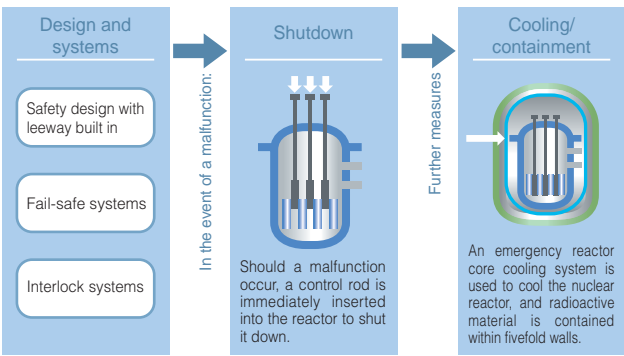 Design and
systems
Safety design with
leeway built in
Fail-safe systems
Interlock systems
In the event of a malfunction:
Shutdown
Should a malfunction
occur, a control rod is
immediately inserted
into the reactor to shut
it down.
Further measures
Cooling/
containment
An emergency reactor
core cooling system is
used to cool the nuclear
reactor, and radioactive
material is contained
within fivefold walls.